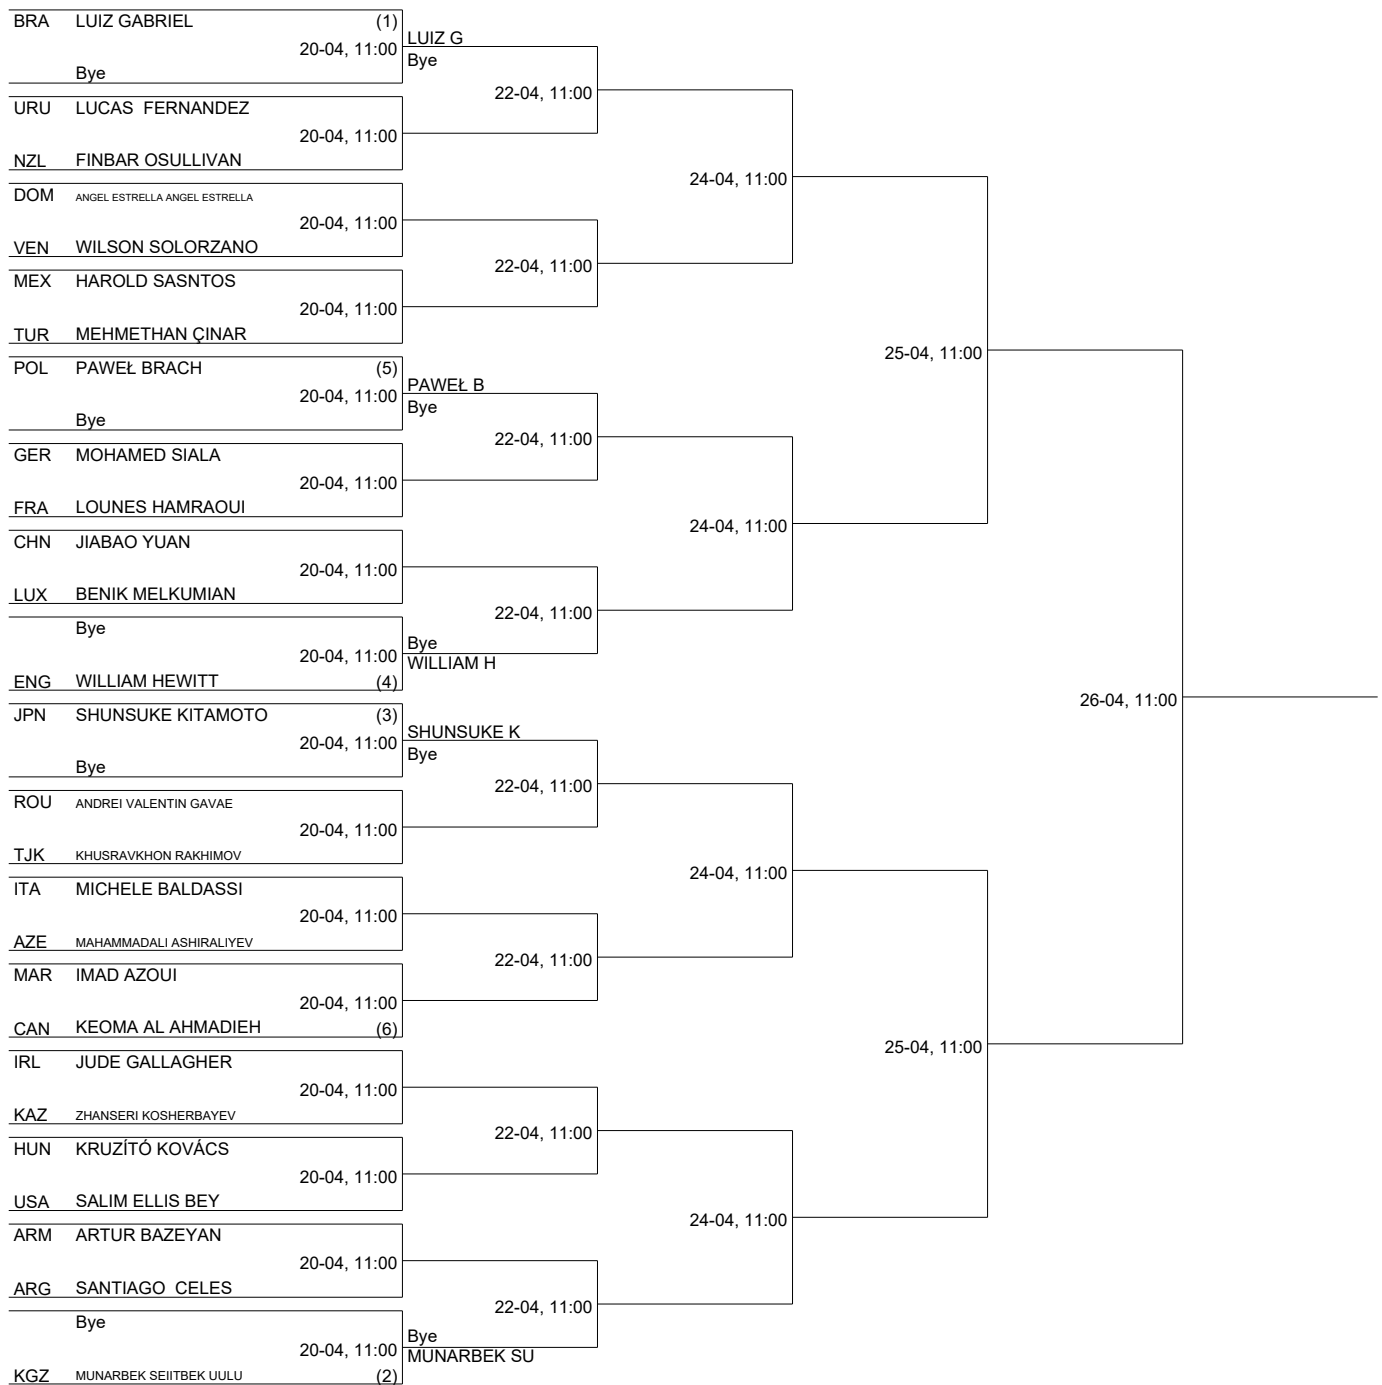 BRA LUIZ GABRIEL (1)
20-04, 11:00
Bye
LUIZ G
Bye
22-04, 11:00
URU LUCAS  FERNANDEZ
20-04, 11:00
NZL FINBAR OSULLIVAN
24-04, 11:00
DOM ANGEL ESTRELLA ANGEL ESTRELLA
20-04, 11:00
VEN WILSON SOLORZANO
22-04, 11:00
MEX HAROLD SASNTOS
20-04, 11:00
TUR MEHMETHAN ÇINAR
25-04, 11:00
POL PAWEŁ BRACH (5)
20-04, 11:00
Bye
PAWEŁ B
Bye
22-04, 11:00
GER MOHAMED SIALA
20-04, 11:00
FRA LOUNES HAMRAOUI
24-04, 11:00
CHN JIABAO YUAN
20-04, 11:00
LUX BENIK MELKUMIAN
22-04, 11:00
Bye
20-04, 11:00
ENG WILLIAM HEWITT (4)
Bye
WILLIAM H
26-04, 11:00
JPN SHUNSUKE KITAMOTO (3)
20-04, 11:00
Bye
SHUNSUKE K
Bye
22-04, 11:00
ROU ANDREI VALENTIN GAVAE
20-04, 11:00
TJK KHUSRAVKHON RAKHIMOV
24-04, 11:00
ITA MICHELE BALDASSI
20-04, 11:00
AZE MAHAMMADALI ASHIRALIYEV
22-04, 11:00
MAR IMAD AZOUI
20-04, 11:00
CAN KEOMA AL AHMADIEH (6)
25-04, 11:00
IRL JUDE GALLAGHER
20-04, 11:00
KAZ ZHANSERI KOSHERBAYEV
22-04, 11:00
HUN KRUZÍTÓ KOVÁCS
20-04, 11:00
USA SALIM ELLIS BEY
24-04, 11:00
ARM ARTUR BAZEYAN
20-04, 11:00
ARG SANTIAGO  CELES
22-04, 11:00
Bye
20-04, 11:00
KGZ MUNARBEK SEIITBEK UULU (2)
Bye
MUNARBEK SU